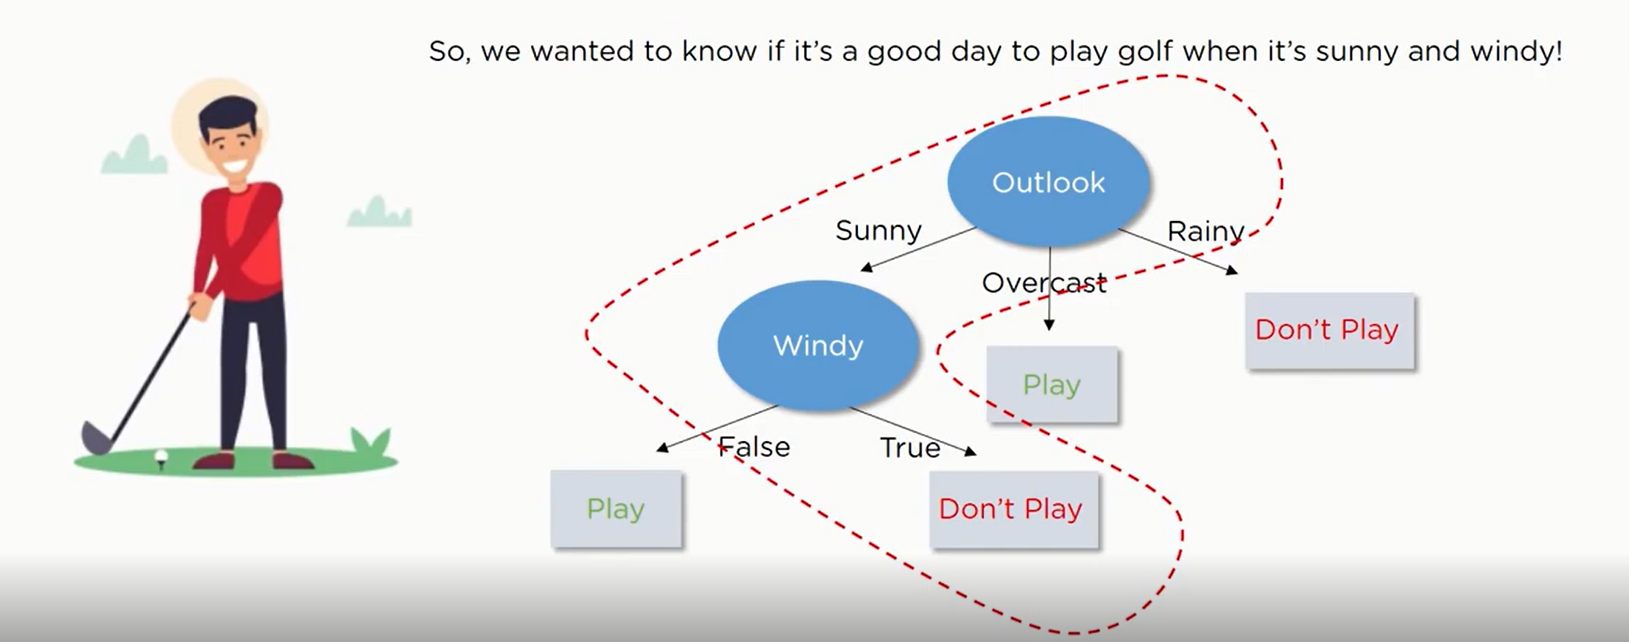 So, we wanted to know if it's a good day to play golf when it's sunny and windy!
Outlook
Sunny
Rainy
Overcast
Don't Play
Windy
Play
False
True
Play
Don't Play